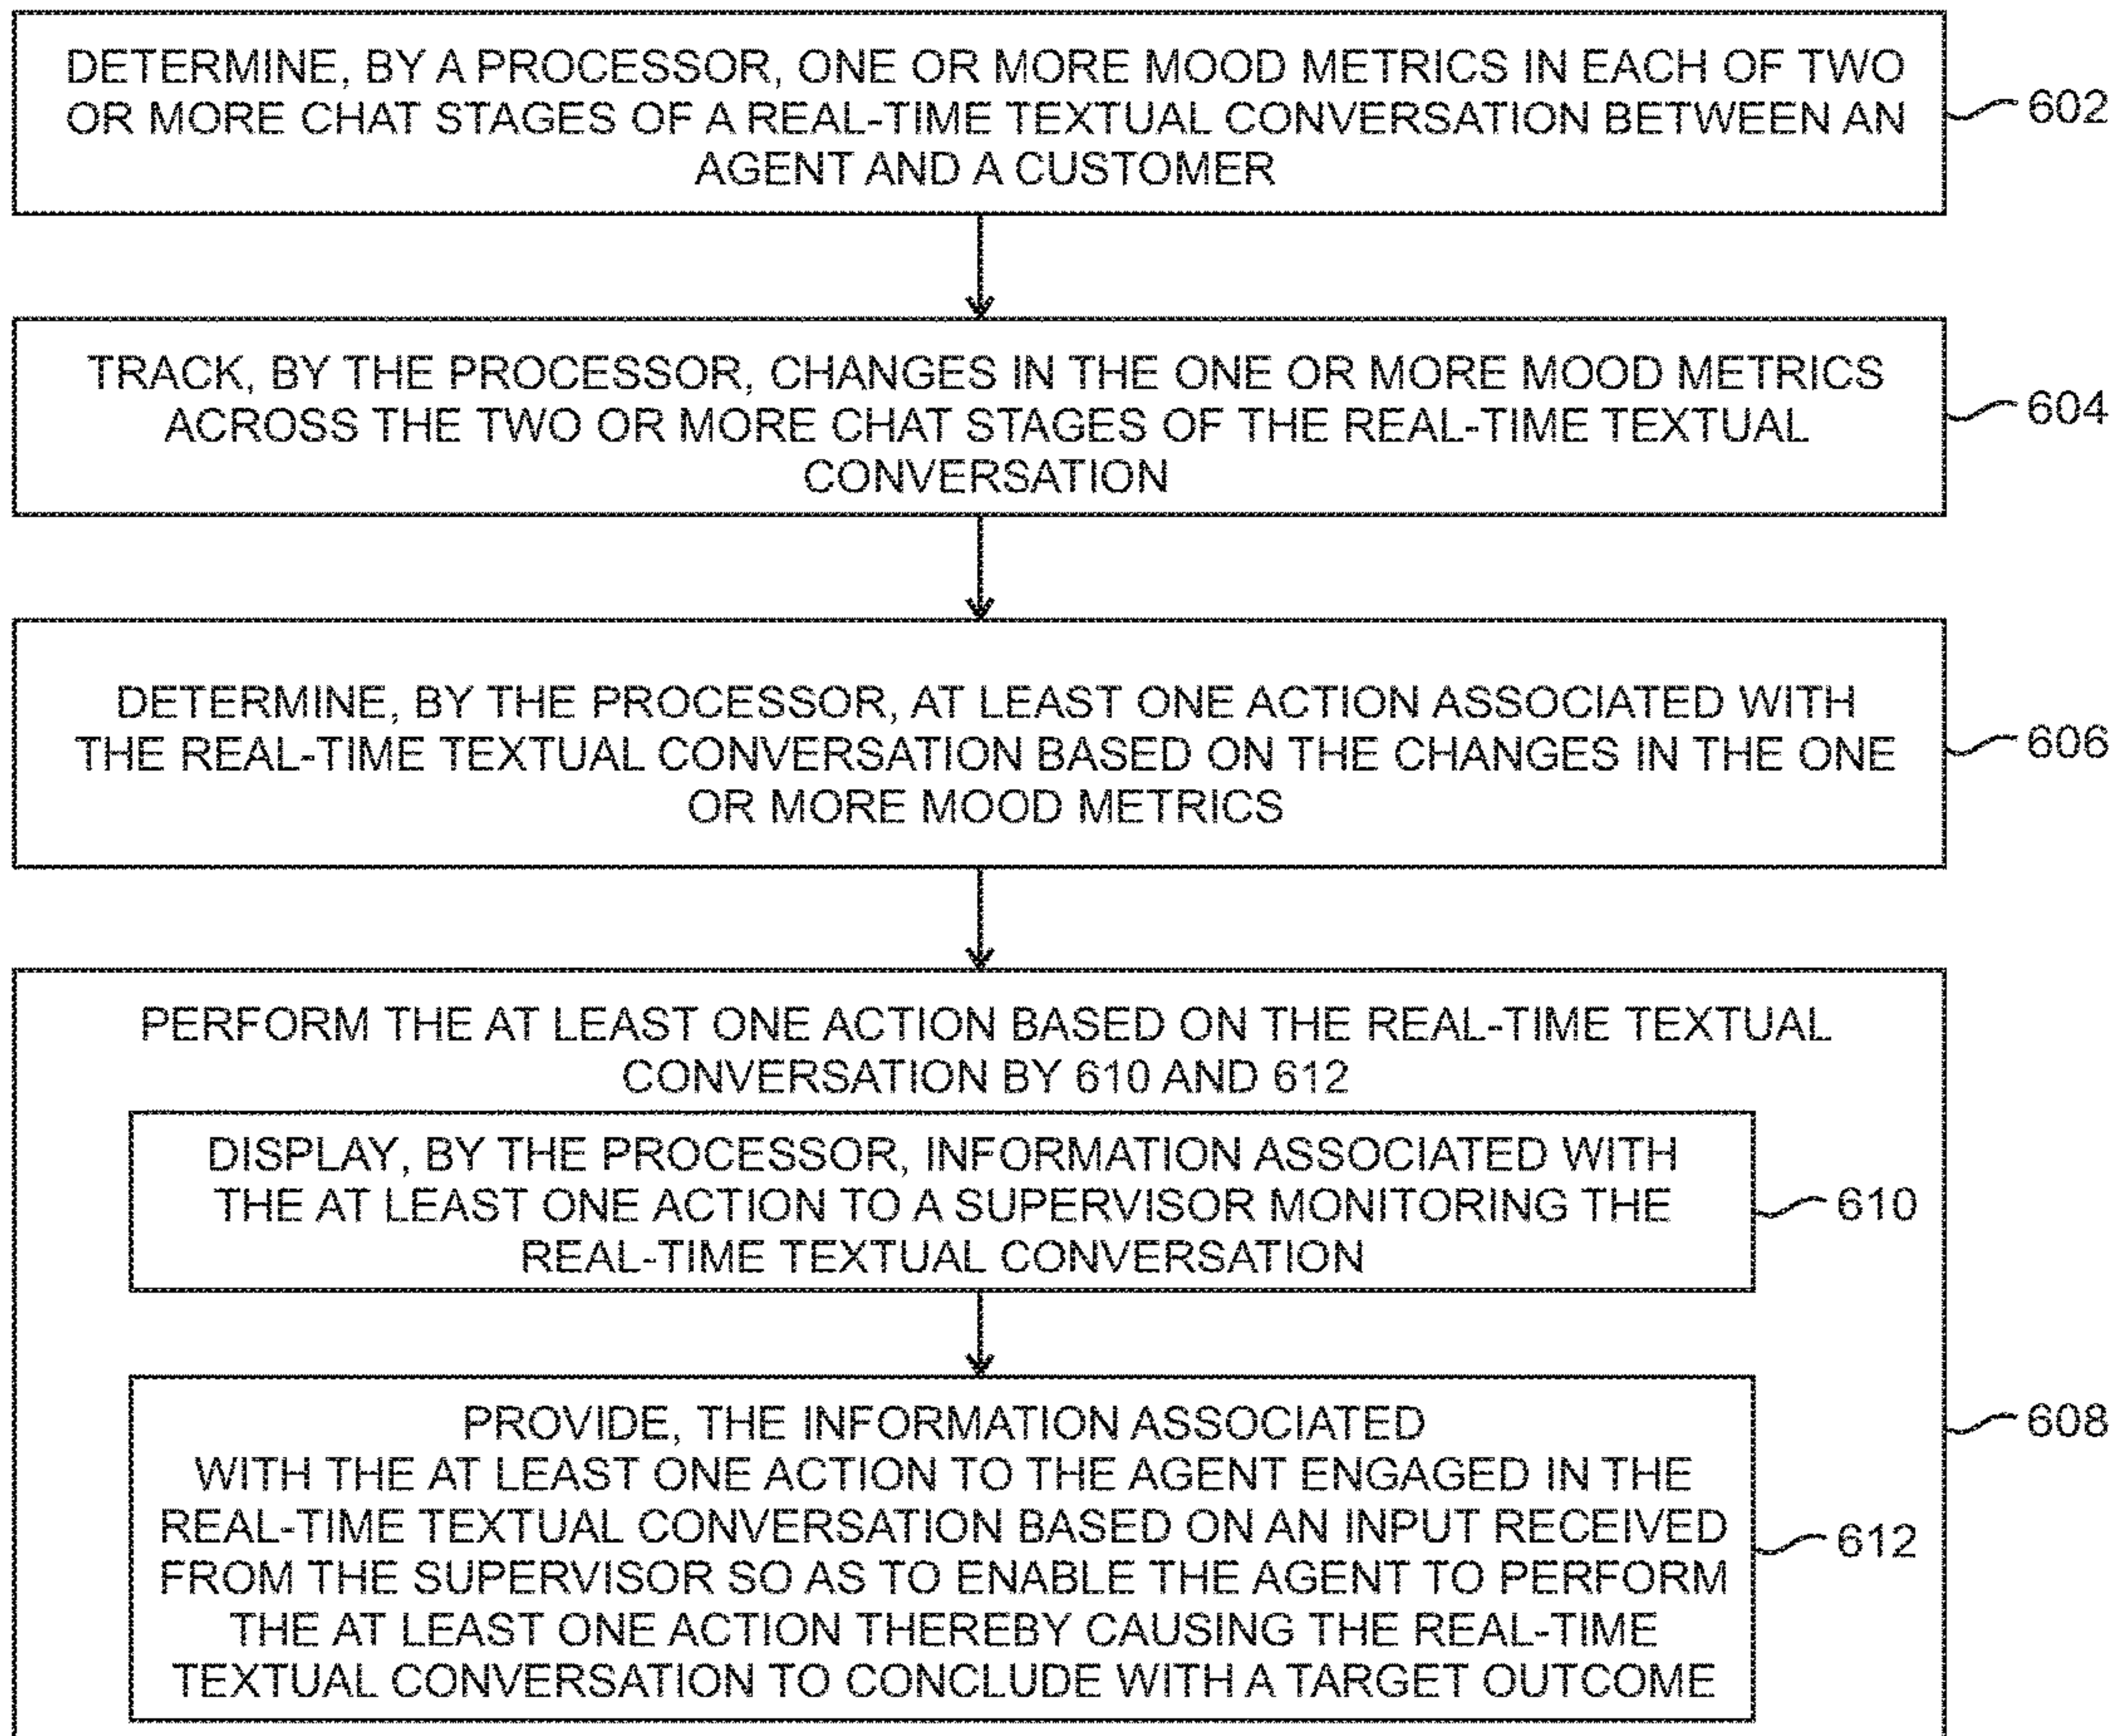 DETERMINE, BY A PROCESSOR, ONE OR MORE MOOD METRICS IN EACH OF TWO
OR MORE CHAT STAGES OF A REAL-TIME TEXTUAL CONVERSATION BETWEEN AN
AGENT AND A CUSTOMER
602
TRACK, BY THE PROCESSOR, CHANGES IN THE ONE OR MORE MOOD METRICS
ACROSS THE TWO OR MORE CHAT STAGES OF THE REAL-TIME TEXTUAL
CONVERSATION
604
DETERMINE, BY THE PROCESSOR, AT LEAST ONE ACTION ASSOCIATED WITH
THE REAL-TIME TEXTUAL CONVERSATION BASED ON THE CHANGES IN THE ONE
OR MORE MOOD METRICS
606
PERFORM THE AT LEAST ONE ACTION BASED ON THE REAL-TIME TEXTUAL
CONVERSATION BY 610 AND 612
DISPLAY, BY THE PROCESSOR, INFORMATION ASSOCIATED WITH
THE AT LEAST ONE ACTION TO A SUPERVISOR MONITORING THE
REAL-TIME TEXTUAL CONVERSATION
610
PROVIDE, THE INFORMATION ASSOCIATED
WITH THE AT LEAST ONE ACTION TO THE AGENT ENGAGED IN THE
REAL-TIME TEXTUAL CONVERSATION BASED ON AN INPUT RECEIVED
FROM THE SUPERVISOR SO AS TO ENABLE THE AGENT TO PERFORM
THE AT LEAST ONE ACTION THEREBY CAUSING THE REAL-TIME
TEXTUAL CONVERSATION TO CONCLUDE WITH A TARGET OUTCOME
612
608